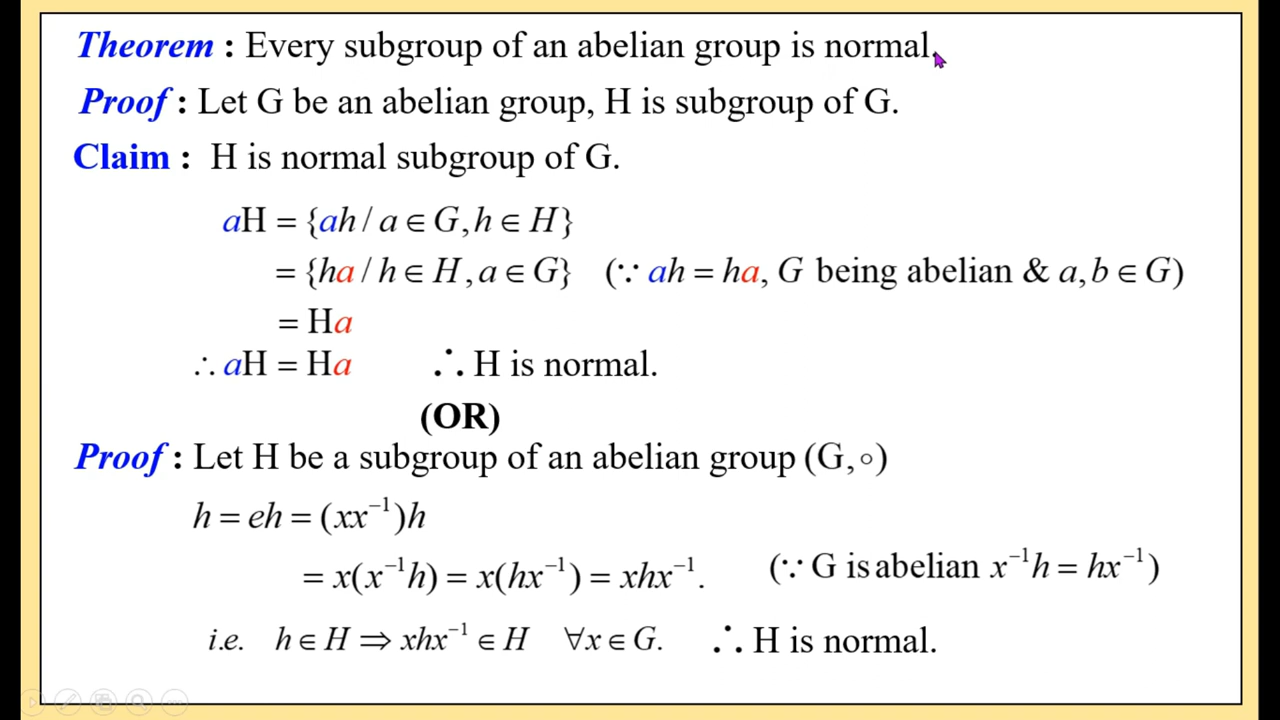 Theorem : Every subgroup of an abelian group is normal.
Proof : Let G be an abelian group, H is subgroup of G.
Claim : H is normal subgroup of G.
aH = {ah / a ∈ G, h ∈ H}
= {ha / h ∈ H, a ∈ G} (∵ ah = ha, G being abelian & a, b ∈ G)
= Ha
∴ aH = Ha ∴ H is normal.
(OR)
Proof : Let H be a subgroup of an abelian group (G, ∘)
h = eh = (xx⁻¹)h
= x(x⁻¹h) = x(hx⁻¹) = xhx⁻¹. (∵ G is abelian x⁻¹h = hx⁻¹)
i.e. h ∈ H ⇒ xhx⁻¹ ∈ H ∀x ∈ G. ∴ H is normal.